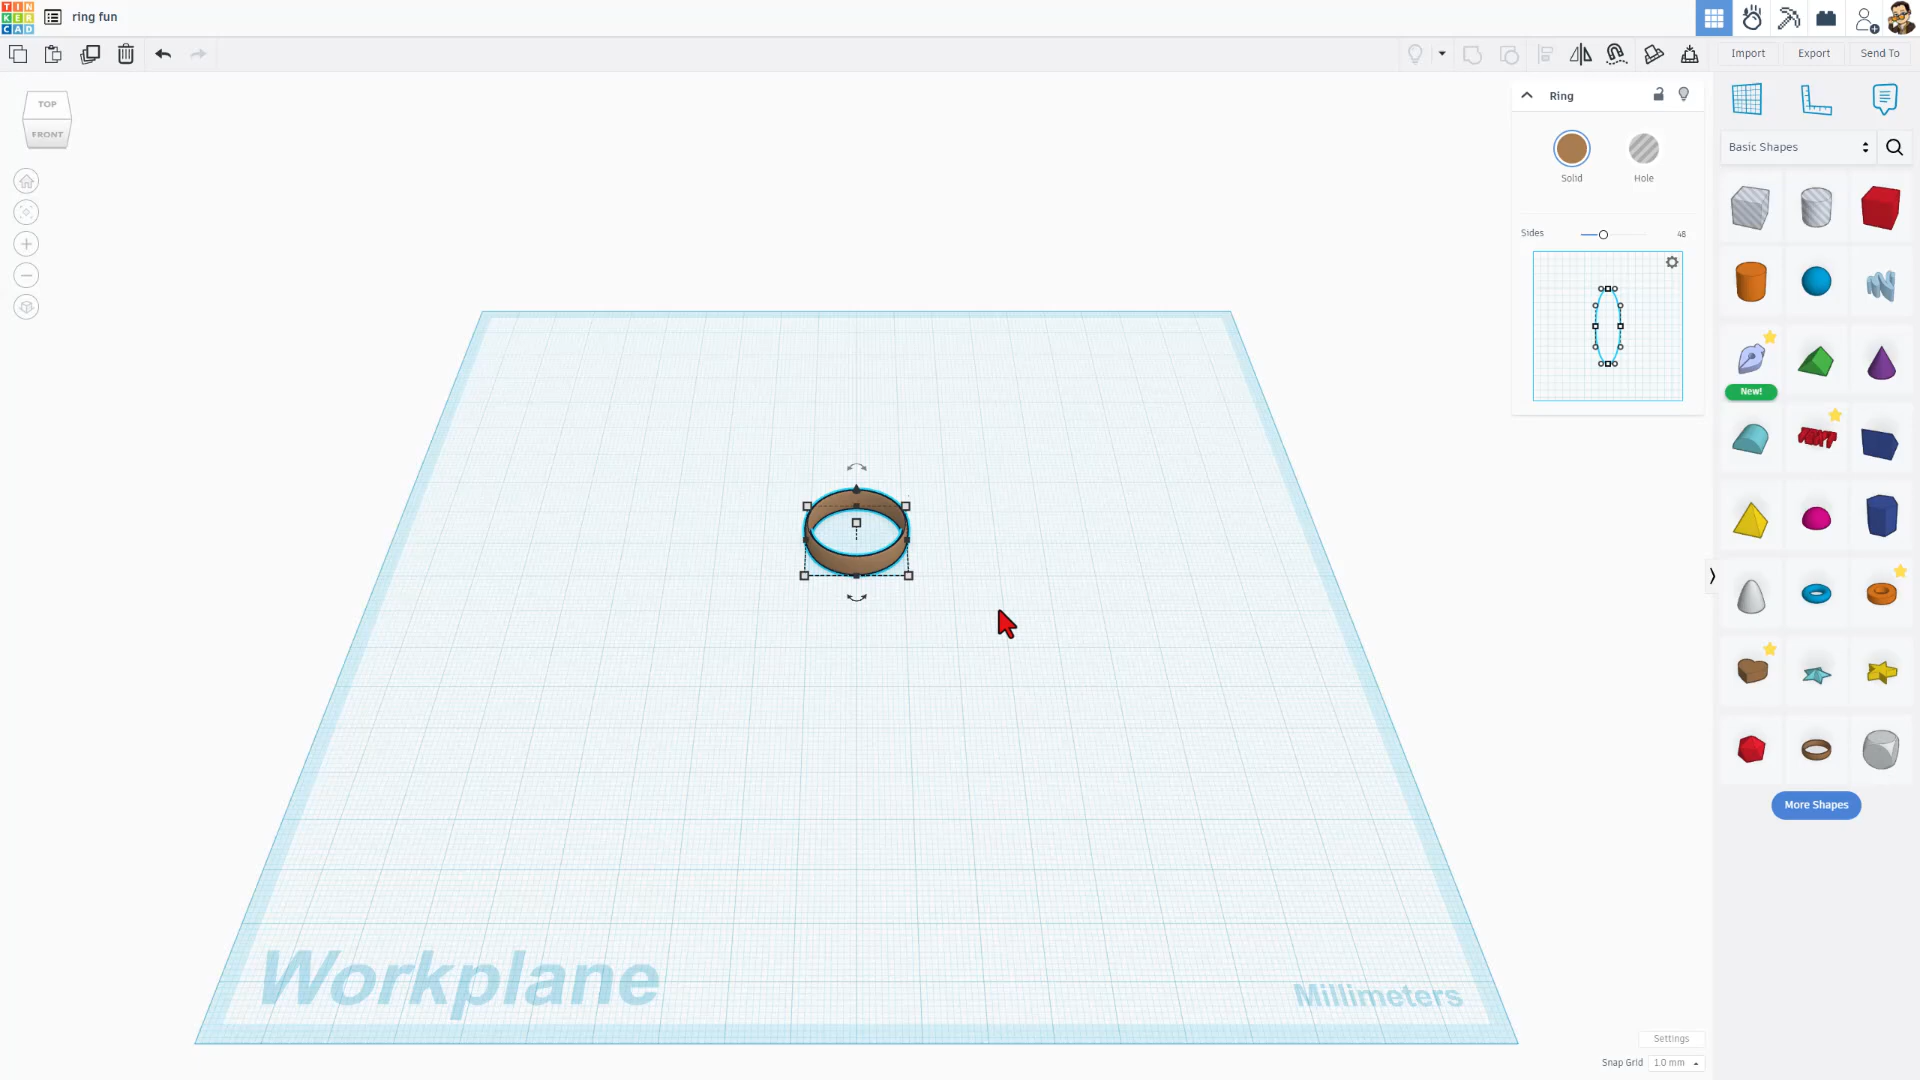 TIN
KER
CAD
ring fun
Import
Export
Send To
TOP
FRONT
Ring
Solid
Hole
Sides
48
Basic Shapes
New!
TEXT
More Shapes
Workplane
Millimeters
Settings
Snap Grid
1.0 mm